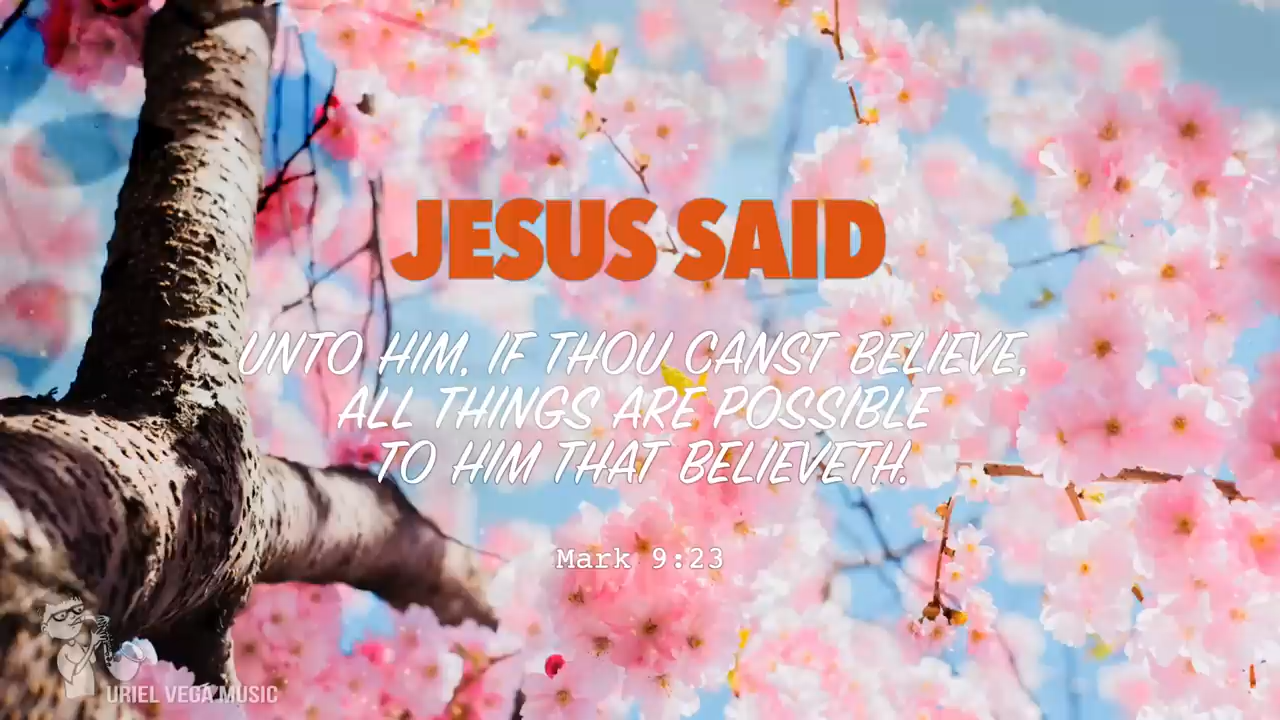 JESUS SAID
UNTO HIM, IF THOU CANST BELIEVE,
ALL THINGS ARE POSSIBLE
TO HIM THAT BELIEVETH.
Mark 9:23
URIEL VEGA MUSIC